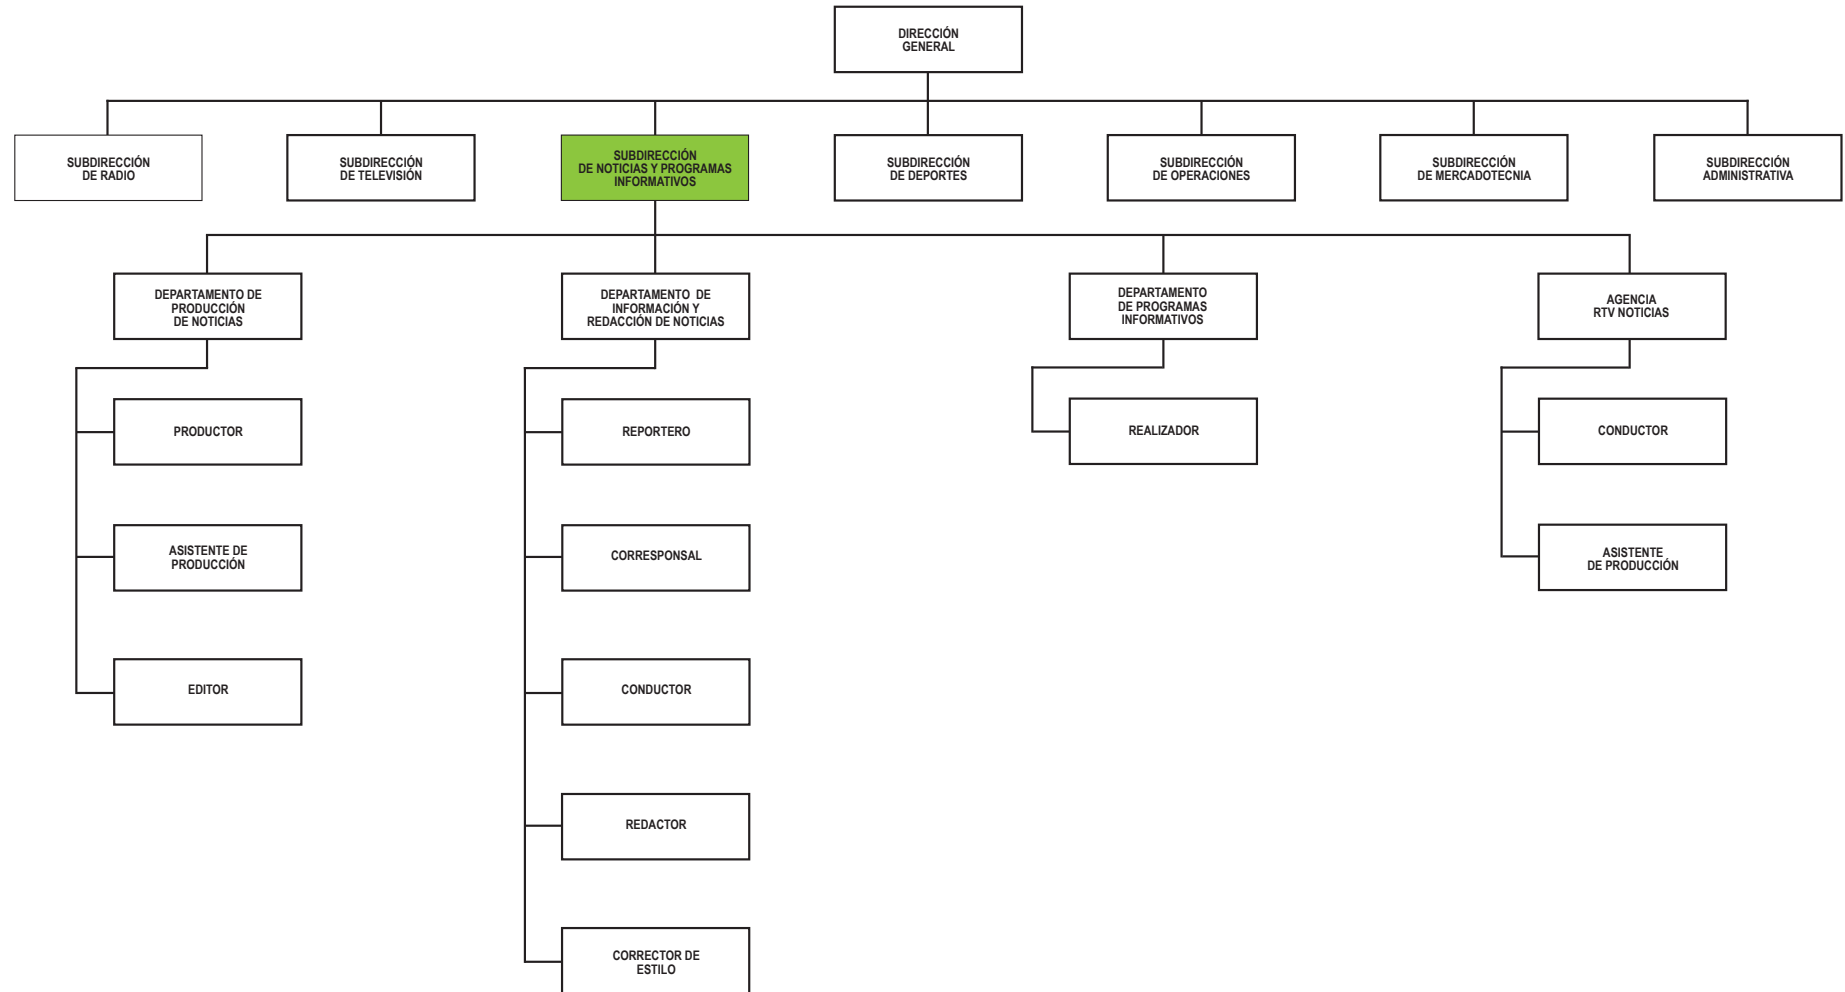 DIRECCIÓN
GENERAL
SUBDIRECCIÓN
DE RADIO
SUBDIRECCIÓN
DE TELEVISIÓN
SUBDIRECCIÓN
DE NOTICIAS Y PROGRAMAS
INFORMATIVOS
SUBDIRECCIÓN
DE DEPORTES
SUBDIRECCIÓN
DE OPERACIONES
SUBDIRECCIÓN
DE MERCADOTECNIA
SUBDIRECCIÓN
ADMINISTRATIVA
DEPARTAMENTO DE
PRODUCCIÓN
DE NOTICIAS
DEPARTAMENTO DE
INFORMACIÓN Y
REDACCIÓN DE NOTICIAS
DEPARTAMENTO
DE PROGRAMAS
INFORMATIVOS
AGENCIA
RTV NOTICIAS
PRODUCTOR
REPORTERO
REALIZADOR
CONDUCTOR
ASISTENTE DE
PRODUCCIÓN
CORRESPONSAL
ASISTENTE
DE PRODUCCIÓN
EDITOR
CONDUCTOR
REDACTOR
CORRECTOR DE
ESTILO